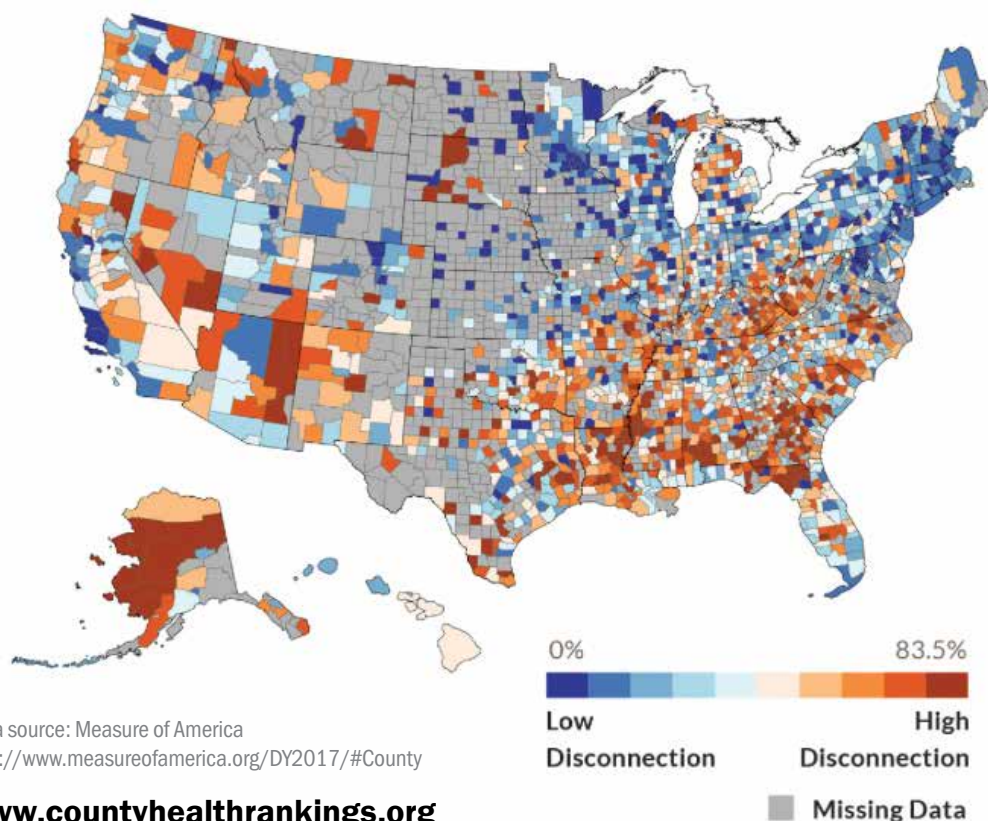 0% 83.5%
Low High
Disconnection Disconnection
a source: Measure of America
://www.measureofamerica.org/DY2017/#County
ww.countyhealthrankings.org
Missing Data